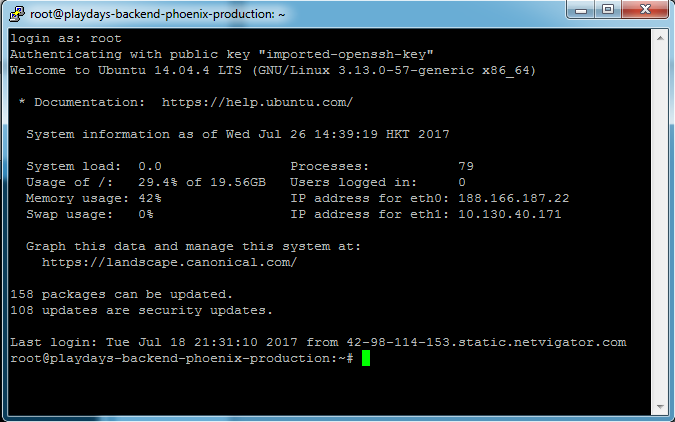 root@playdays-backend-phoenix-production: ~
login as: root
Authenticating with public key "imported-openssh-key"
Welcome to Ubuntu 14.04.4 LTS (GNU/Linux 3.13.0-57-generic x86_64)
* Documentation:  https://help.ubuntu.com/
System information as of Wed Jul 26 14:39:19 HKT 2017
System load:  0.0                Processes:           79
Usage of /:   29.4% of 19.56GB   Users logged in:     0
Memory usage: 42%                IP address for eth0: 188.166.187.22
Swap usage:   0%                 IP address for eth1: 10.130.40.171
Graph this data and manage this system at:
https://landscape.canonical.com/
158 packages can be updated.
108 updates are security updates.
Last login: Tue Jul 18 21:31:10 2017 from 42-98-114-153.static.netvigator.com
root@playdays-backend-phoenix-production:~#